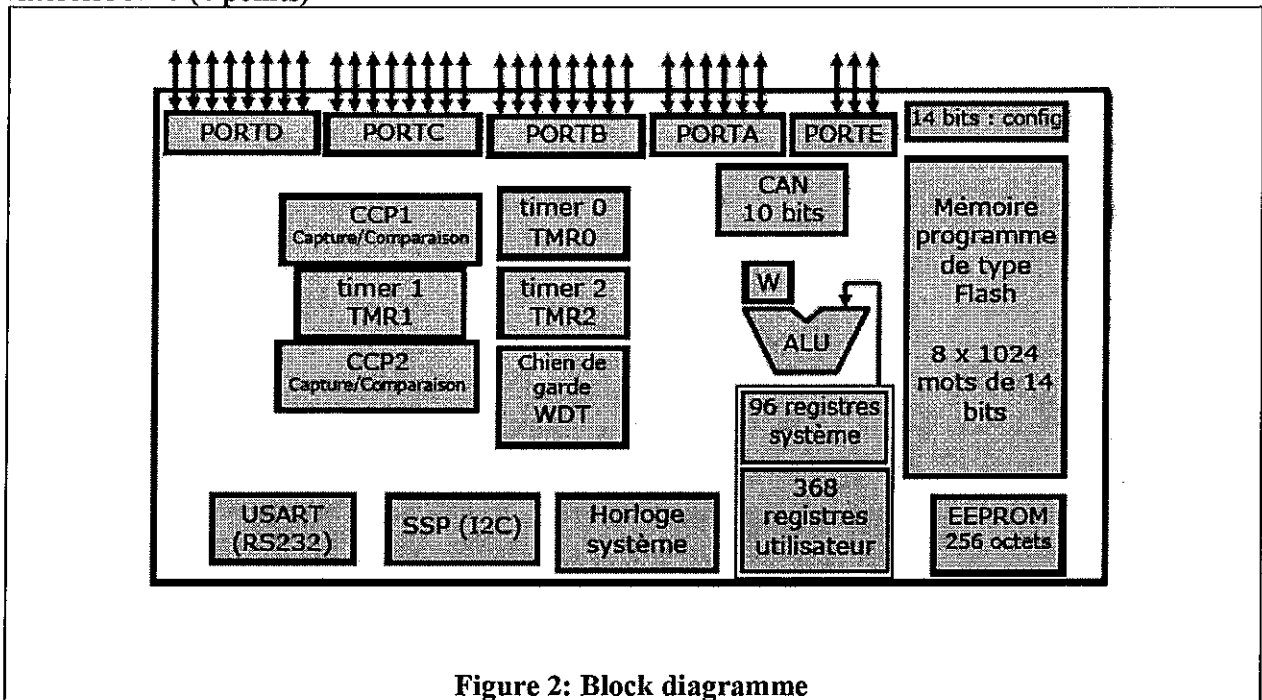 PORTD
PORTC
PORTB
PORTA
PORTE
14 bits : config
CCP1
Capture/Comparaison
timer 1
TMR1
CCP2
Capture/Comparaison
timer 0
TMR0
timer 2
TMR2
Chien de
garde
WDT
CAN
10 bits
W
ALU
96 registres
système
368
registres
utilisateur
Mémoire
programme
de type
Flash
8 x 1024
mots de 14
bits
USART
(RS232)
SSP (I2C)
Horloge
système
EEPROM
256 octets
Figure 2: Block diagramme